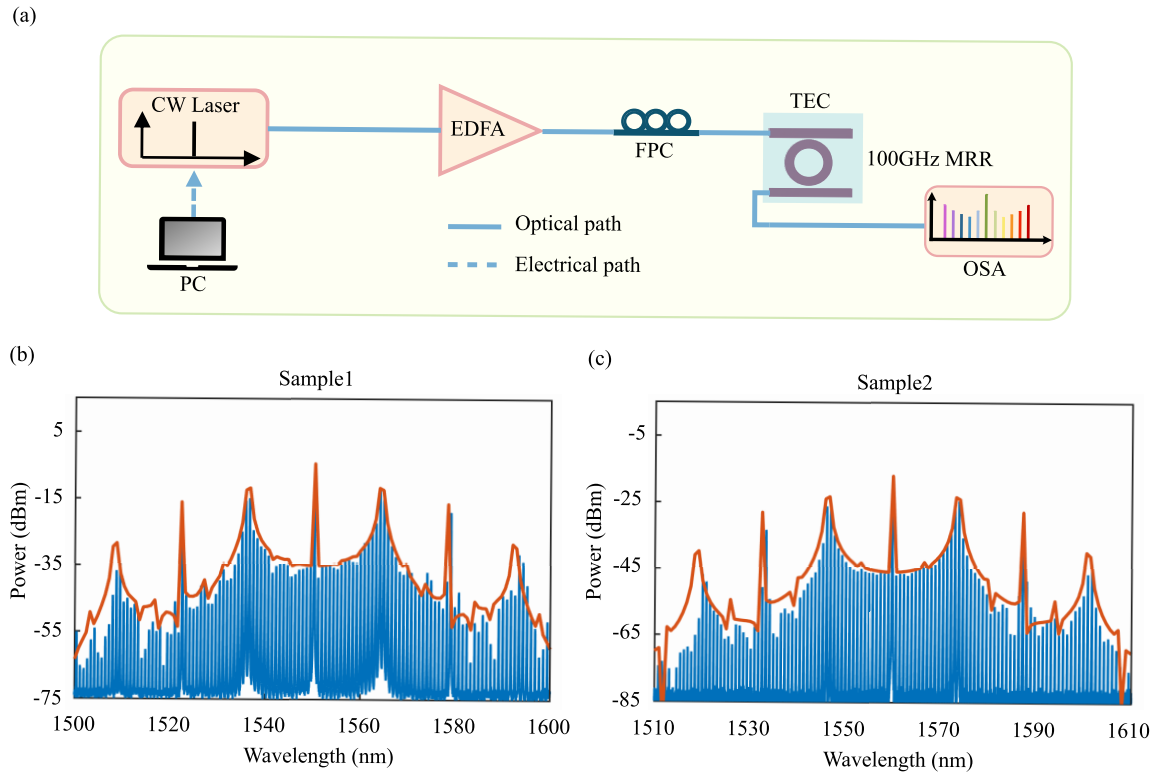 (a)
CW Laser
EDFA
FPC
TEC
100GHz MRR
OSA
PC
Optical path
Electrical path
(b)
Sample1
Power (dBm)
5
-15
-35
-55
-75
1500 1520 1540 1560 1580 1600
Wavelength (nm)
(c)
Sample2
Power (dBm)
-5
-25
-45
-65
-85
1510 1530 1550 1570 1590 1610
Wavelength (nm)